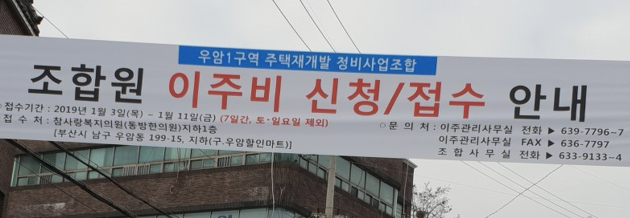 우암1구역 주택재개발 정비사업조합
조합원 이주비 신청/접수 안내
○접수기간 : 2019년 1월 3일(목) - 1월 11일(금) (7일간, 토·일요일 제외)
접 수 처 : 참사랑복지의원(동방한의원)지하1층
[부산시 남구 우암동 199-15, 지하(구.우암할인마트)]
○문 의 처 : 이주관리사무실 전화 ▶ 639-7796~7
이주관리사무실 FAX ▶ 636-7797
조 합 사 무 실 전화 ▶ 633-9133~4